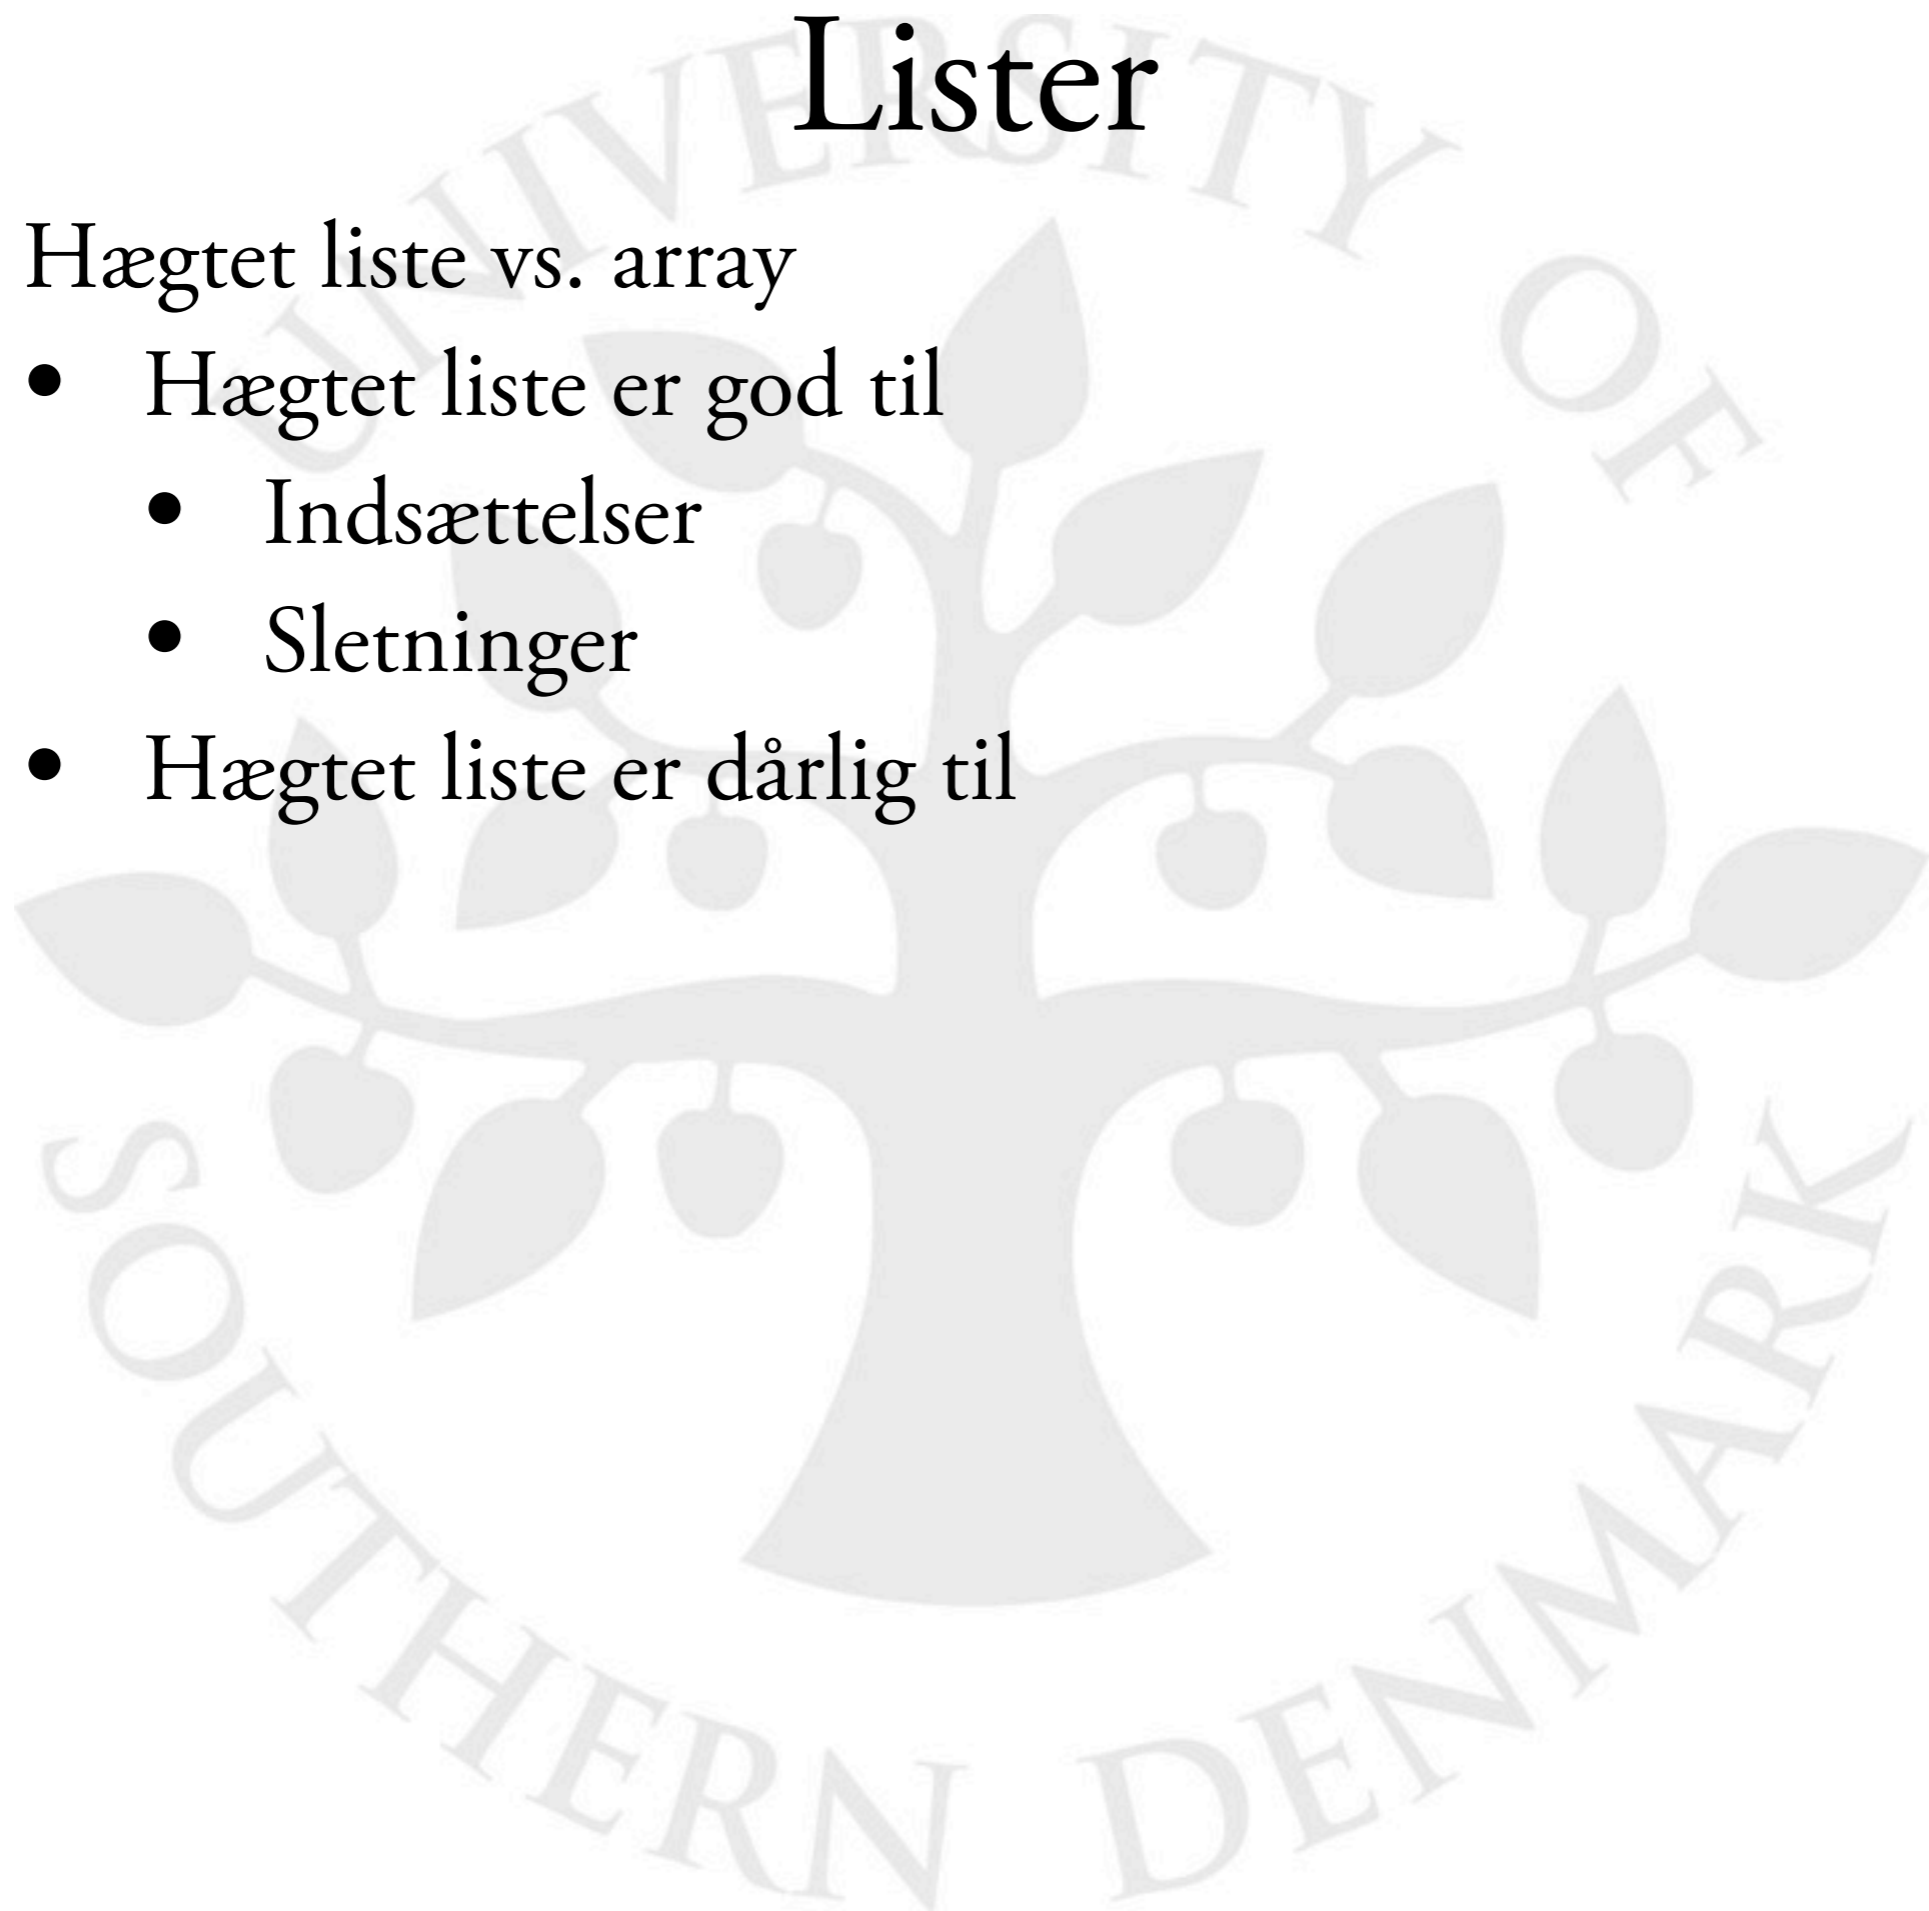 Lister
Hægtet liste vs. array
• Hægtet liste er god til
• Indsættelser
• Sletninger
• Hægtet liste er dårlig til
UNIVERSITY OF
SOUTHERN DENMARK